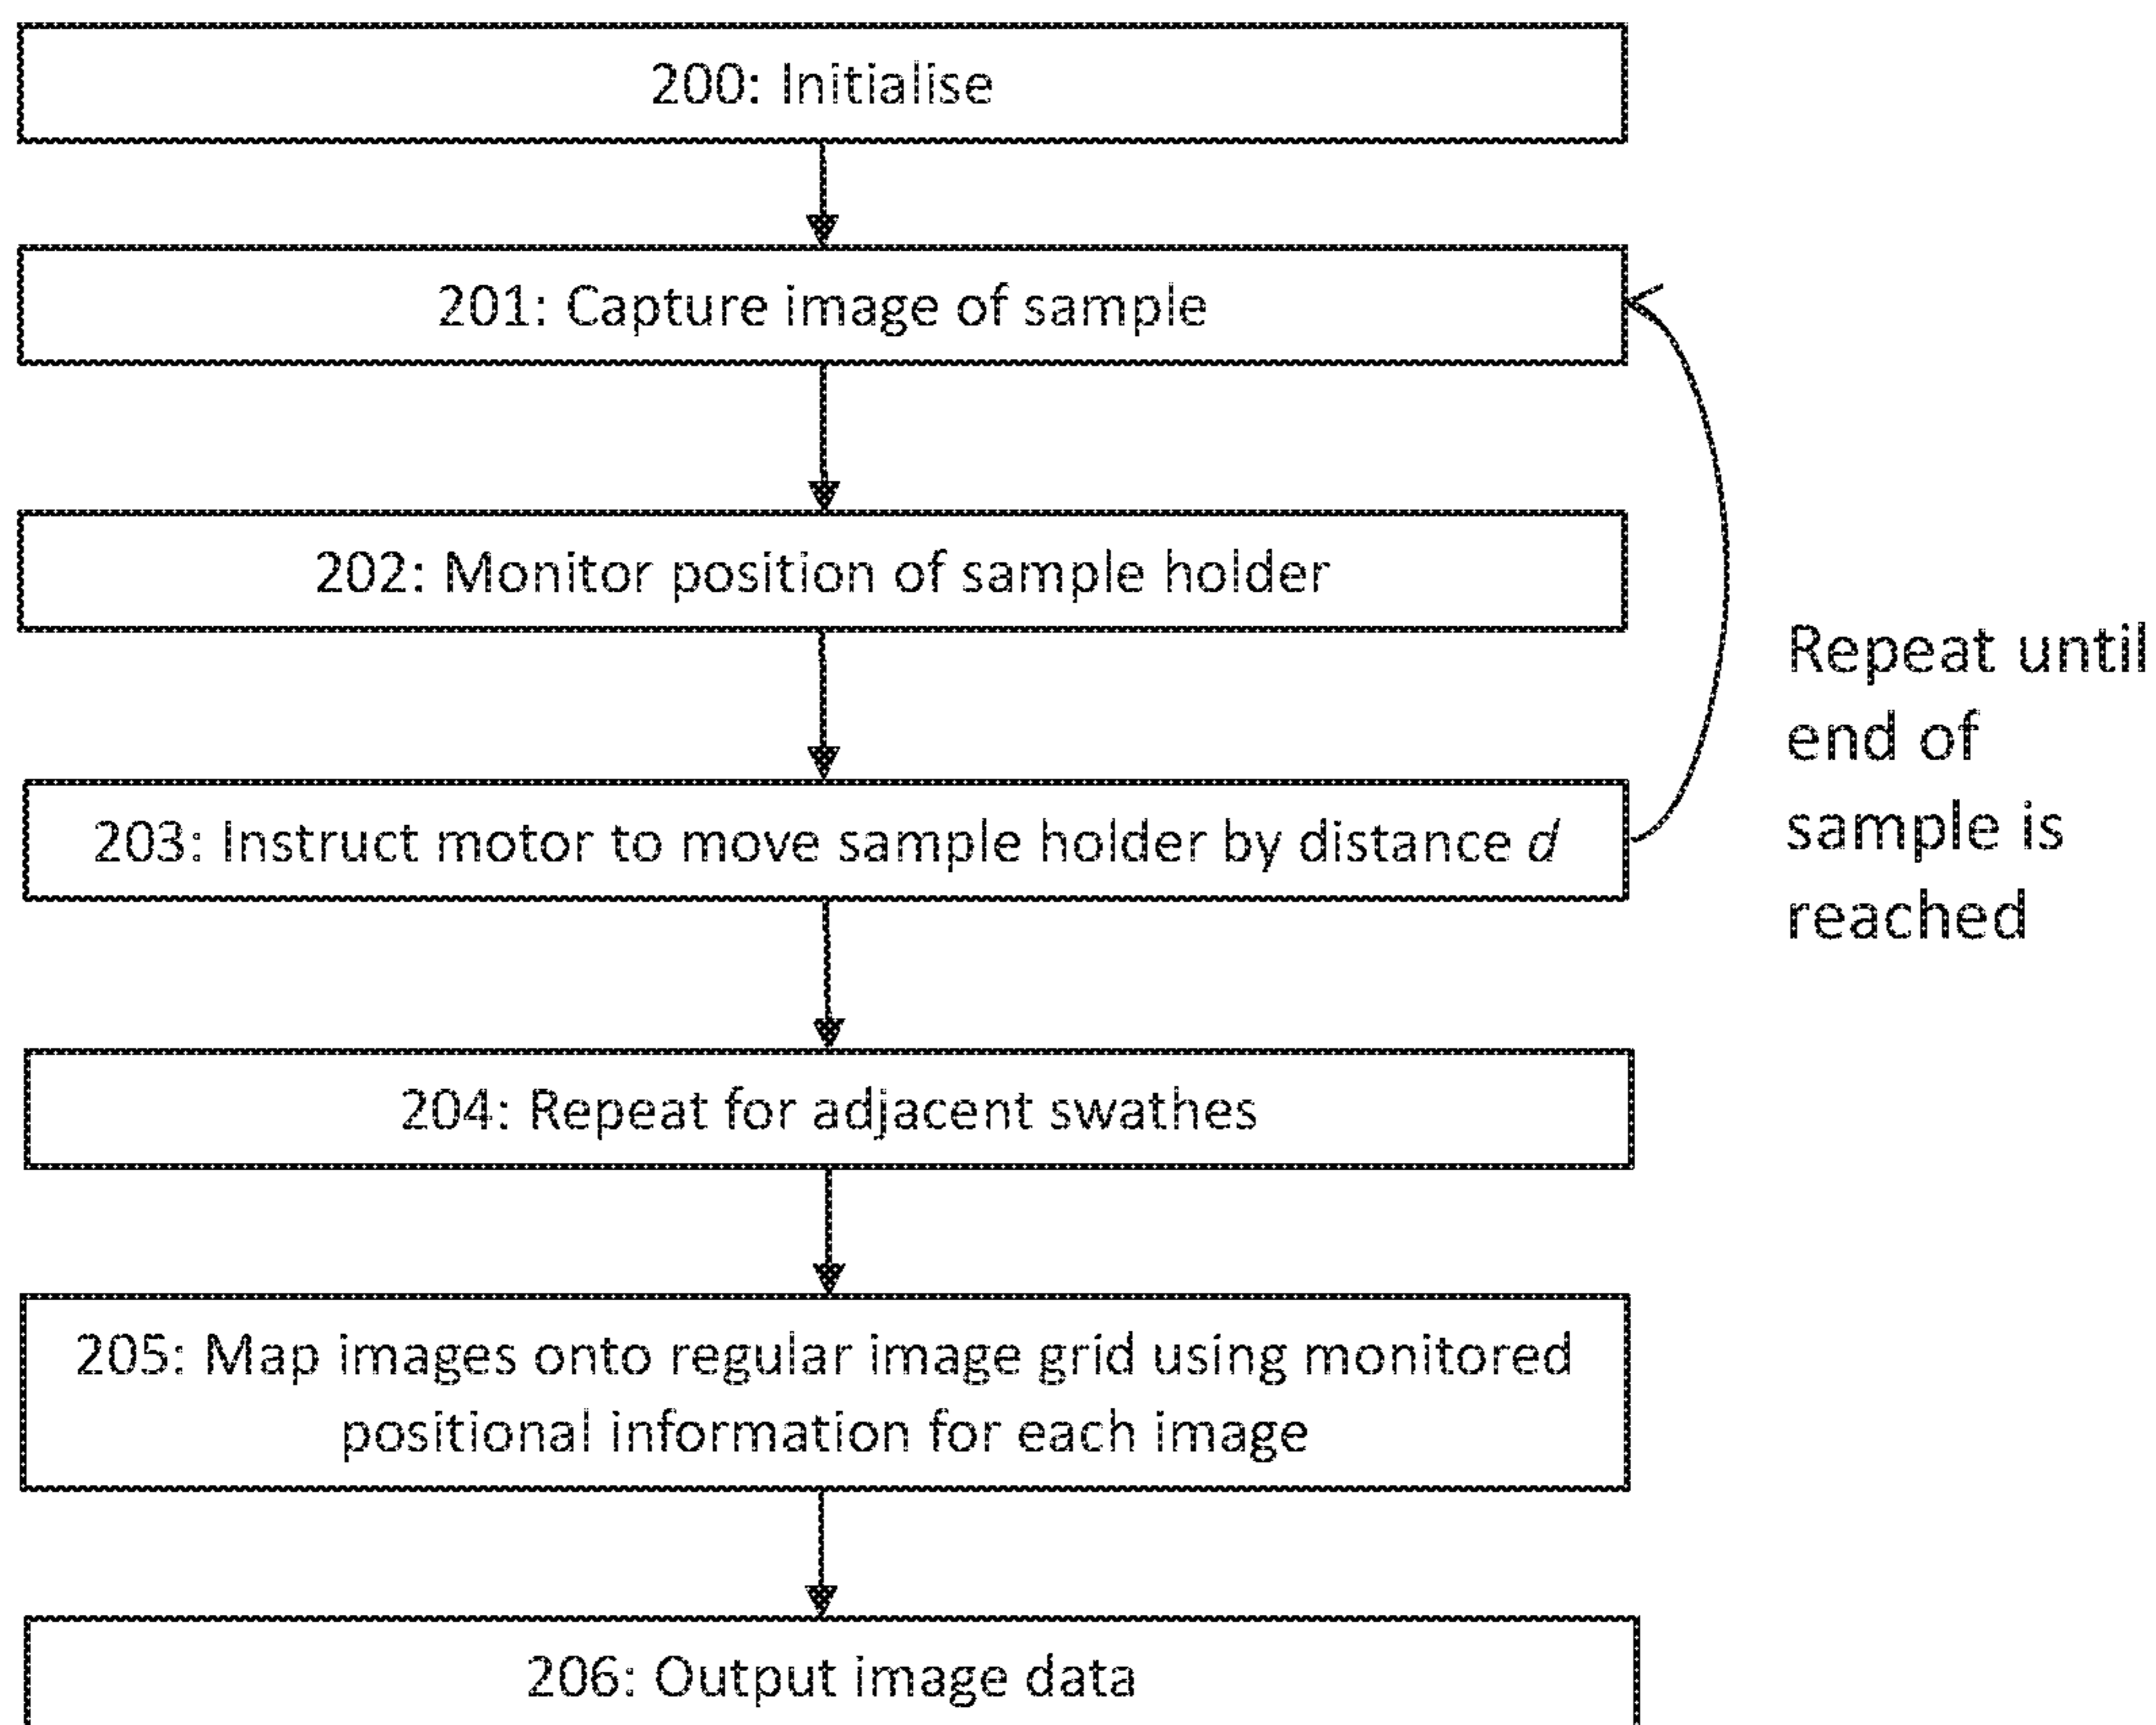 200: Initialise
201: Capture image of sample
202: Monitor position of sample holder
203: Instruct motor to move sample holder by distance d
Repeat until
end of
sample is
reached
204: Repeat for adjacent swathes
205: Map images onto regular image grid using monitored
positional information for each image
206: Output image data